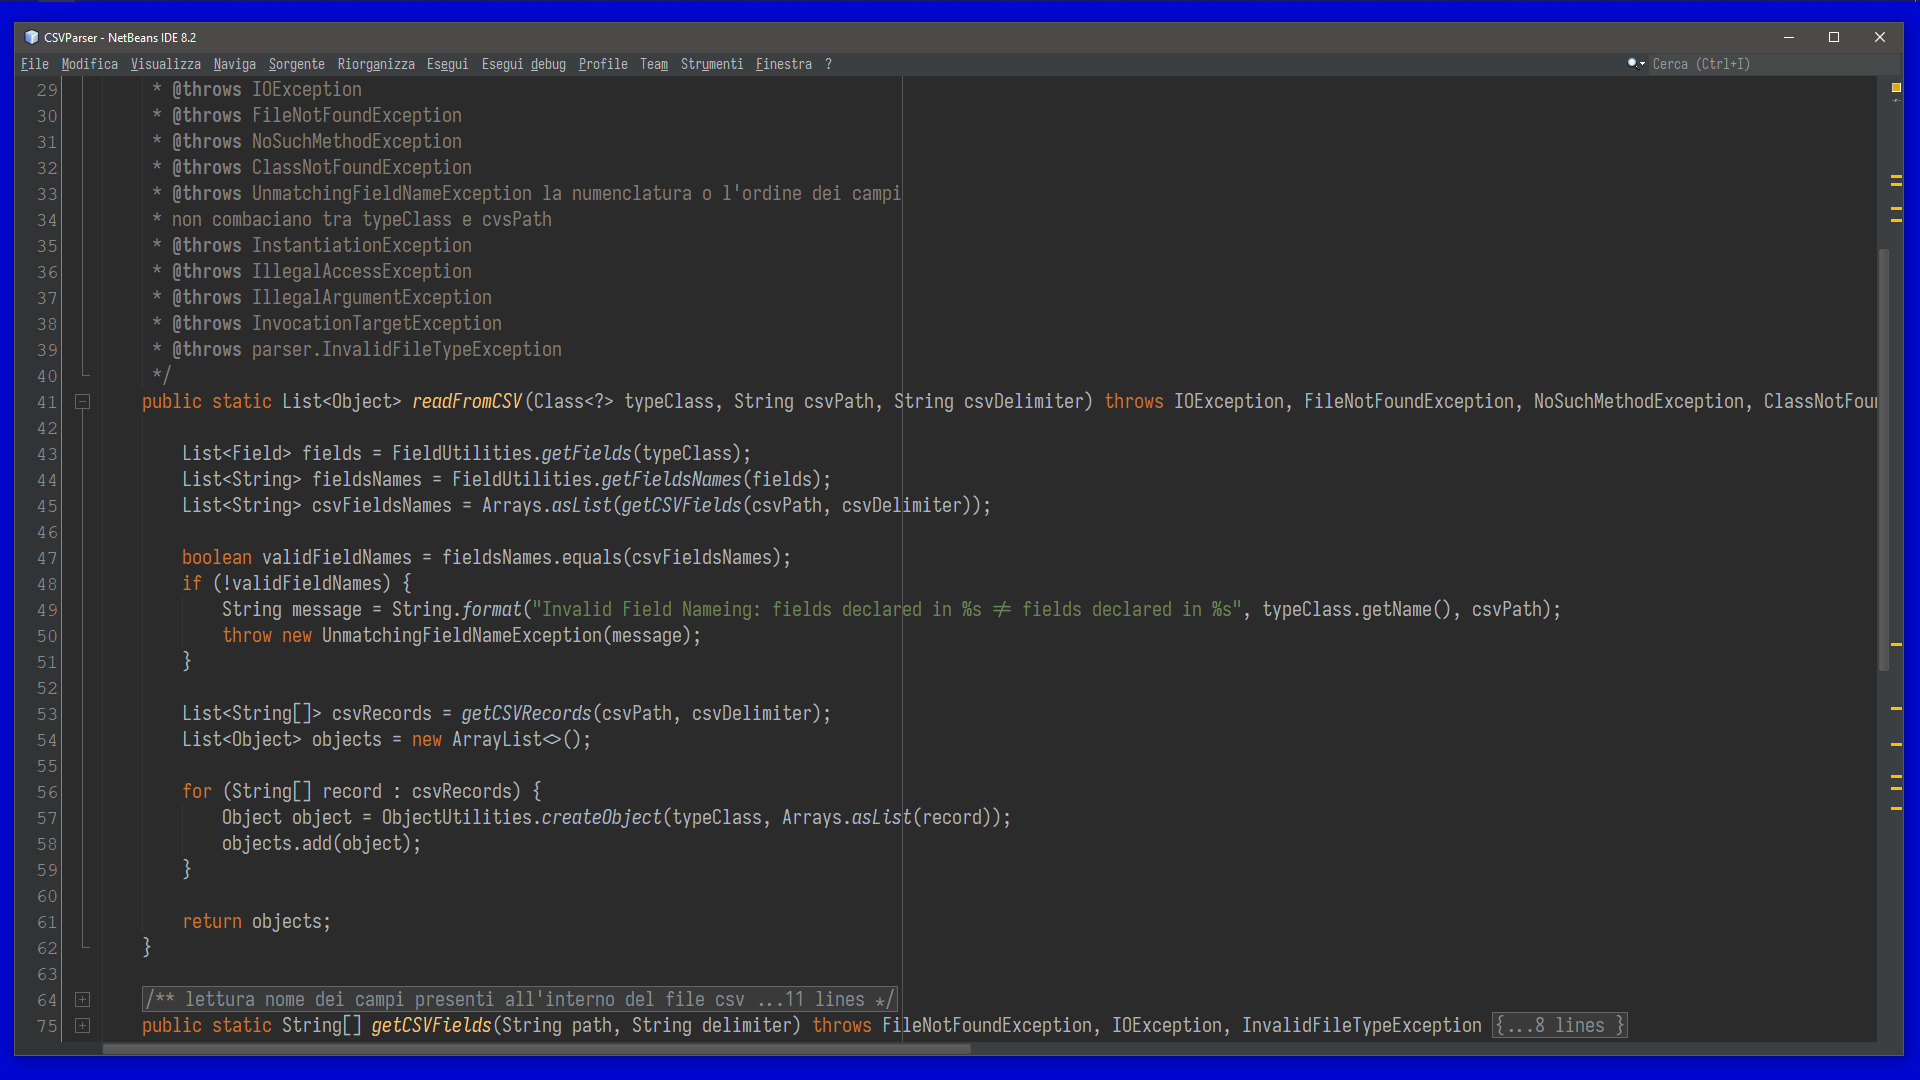 CSVParser - NetBeans IDE 8.2
File Modifica Visualizza Naviga Sorgente Riorganizza Esegui Esegui debug Profile Team Strumenti Finestra ? Cerca (Ctrl+I)
29 * @throws IOException
30 * @throws FileNotFoundException
31 * @throws NoSuchMethodException
32 * @throws ClassNotFoundException
33 * @throws UnmatchingFieldNameException la numenclatura o l'ordine dei campi
34 * non combaciano tra typeClass e cvsPath
35 * @throws InstantiationException
36 * @throws IllegalAccessException
37 * @throws IllegalArgumentException
38 * @throws InvocationTargetException
39 * @throws parser.InvalidFileTypeException
40 */
41 public static List<Object> readFromCSV(Class<?> typeClass, String csvPath, String csvDelimiter) throws IOException, FileNotFoundException, NoSuchMethodException, ClassNotFou
42
43 List<Field> fields = FieldUtilities.getFields(typeClass);
44 List<String> fieldsNames = FieldUtilities.getFieldsNames(fields);
45 List<String> csvFieldsNames = Arrays.asList(getCSVFields(csvPath, csvDelimiter));
46
47 boolean validFieldNames = fieldsNames.equals(csvFieldsNames);
48 if (!validFieldNames) {
49 String message = String.format("Invalid Field Nameing: fields declared in %s != fields declared in %s", typeClass.getName(), csvPath);
50 throw new UnmatchingFieldNameException(message);
51 }
52
53 List<String[]> csvRecords = getCSVRecords(csvPath, csvDelimiter);
54 List<Object> objects = new ArrayList<>();
55
56 for (String[] record : csvRecords) {
57 Object object = ObjectUtilities.createObject(typeClass, Arrays.asList(record));
58 objects.add(object);
59 }
60
61 return objects;
62 }
63
64 /** lettura nome dei campi presenti all'interno del file csv ...11 lines */
75 public static String[] getCSVFields(String path, String delimiter) throws FileNotFoundException, IOException, InvalidFileTypeException {...8 lines }